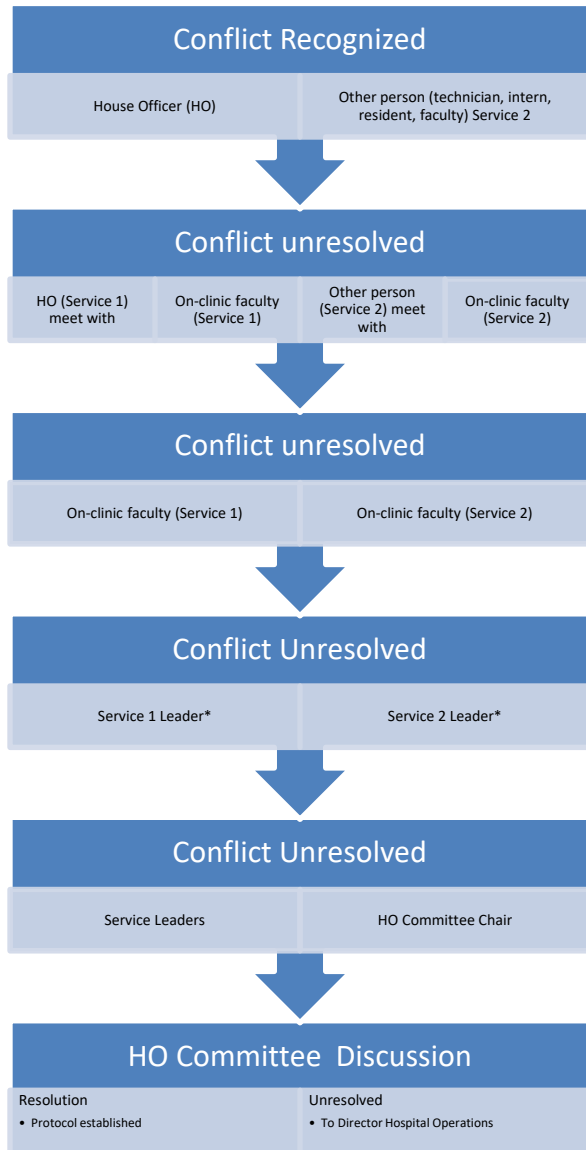 Conflict Recognized
House Officer (HO)
Other person (technician, intern,
resident, faculty) Service 2
Conflict unresolved
HO (Service 1)
meet with
On-clinic faculty
(Service 1)
Other person
(Service 2) meet
with
On-clinic faculty
(Service 2)
Conflict unresolved
On-clinic faculty (Service 1)
On-clinic faculty (Service 2)
Conflict Unresolved
Service 1 Leader*
Service 2 Leader*
Conflict Unresolved
Service Leaders
HO Committee Chair
HO Committee Discussion
Resolution
• Protocol established
Unresolved
• To Director Hospital Operations